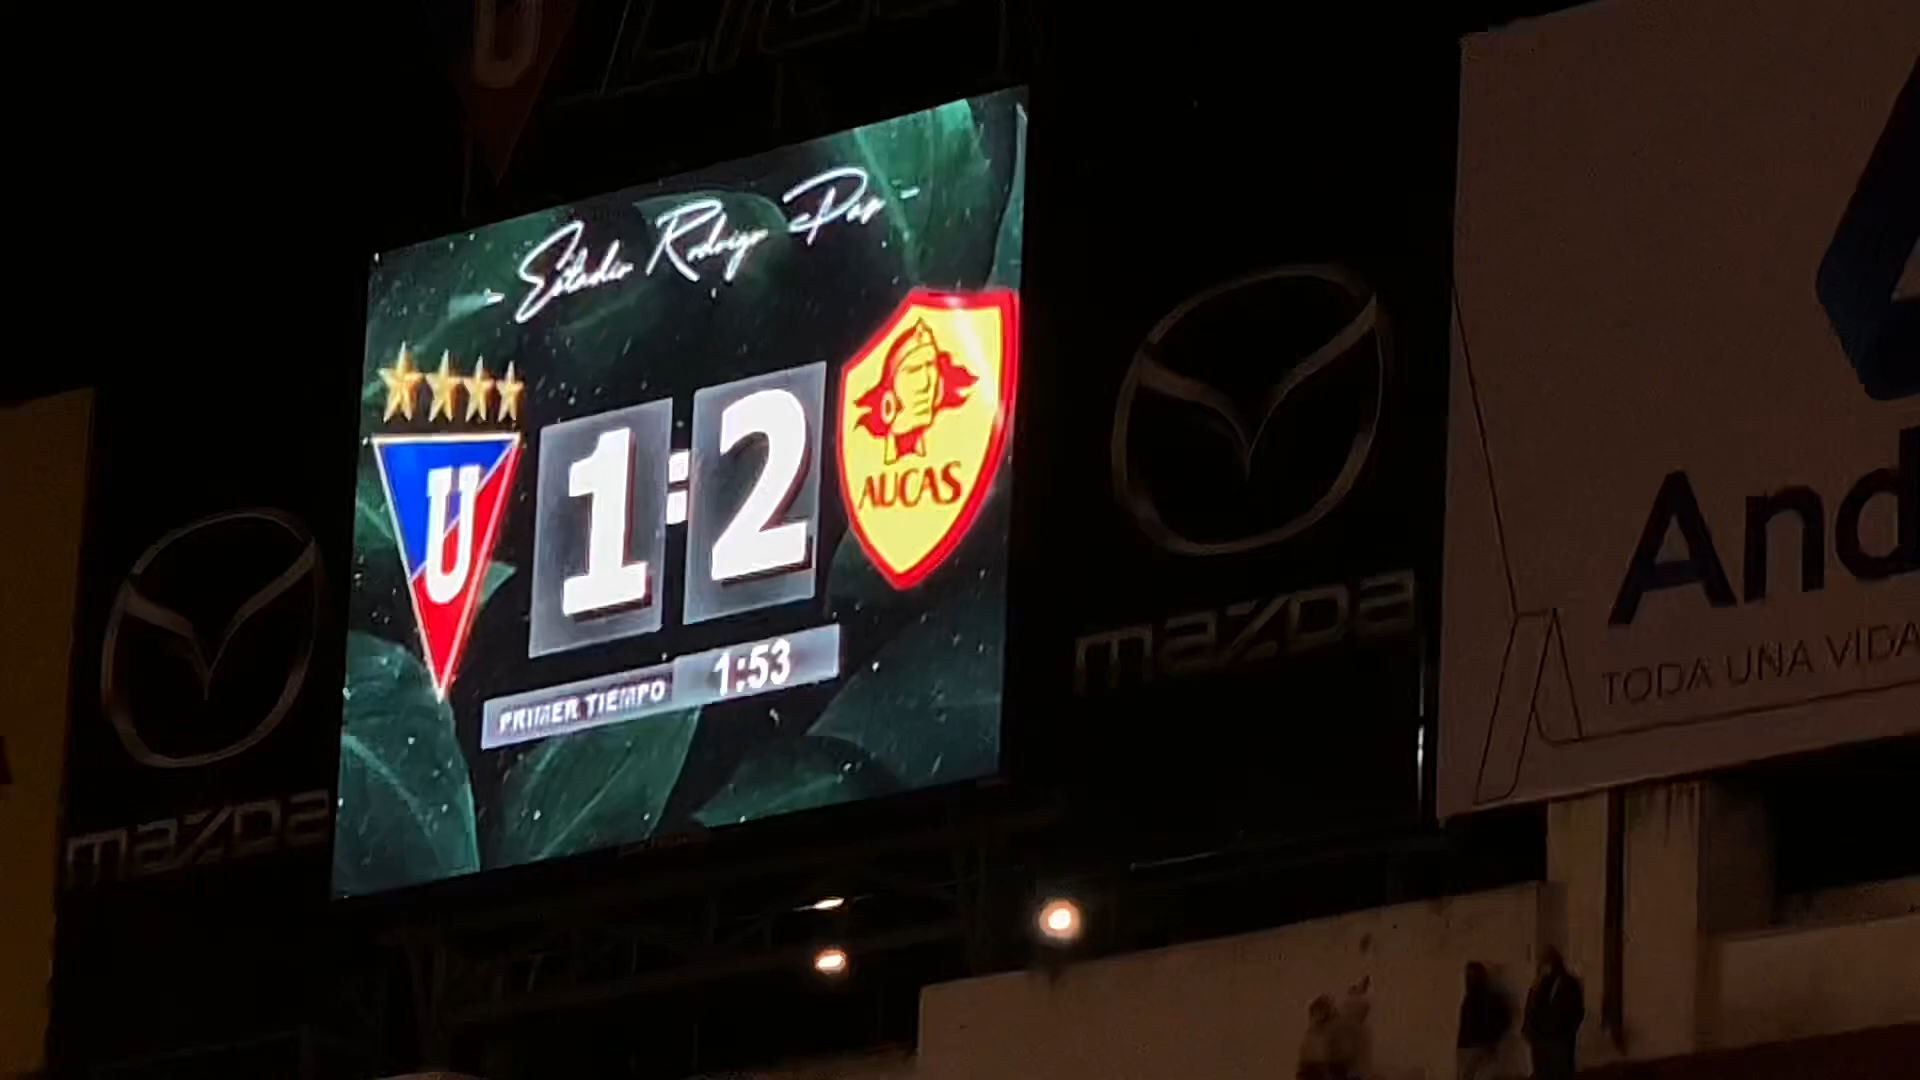 - Estadio Rodrigo Paz -
U
1:2
AUCAS
PRIMER TIEMPO 1:53
mazda
mazda
And
TODA UNA VIDA
U